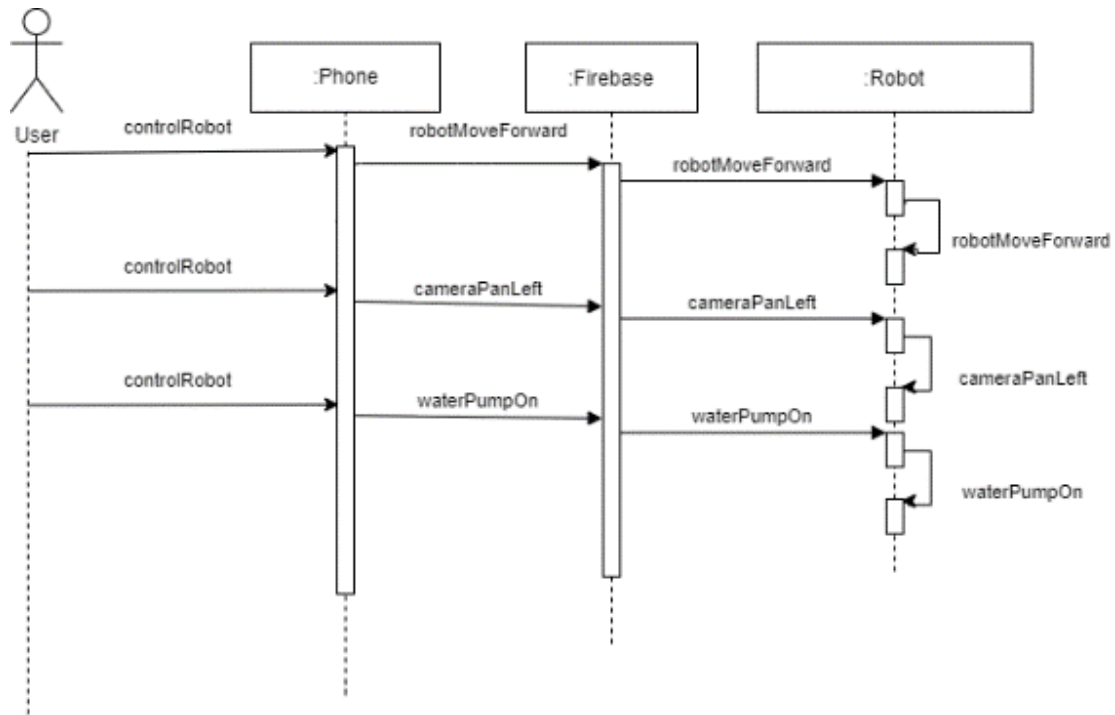 :Phone
:Firebase
:Robot
User
controlRobot
robotMoveForward
robotMoveForward
robotMoveForward
controlRobot
cameraPanLeft
cameraPanLeft
cameraPanLeft
controlRobot
waterPumpOn
waterPumpOn
waterPumpOn